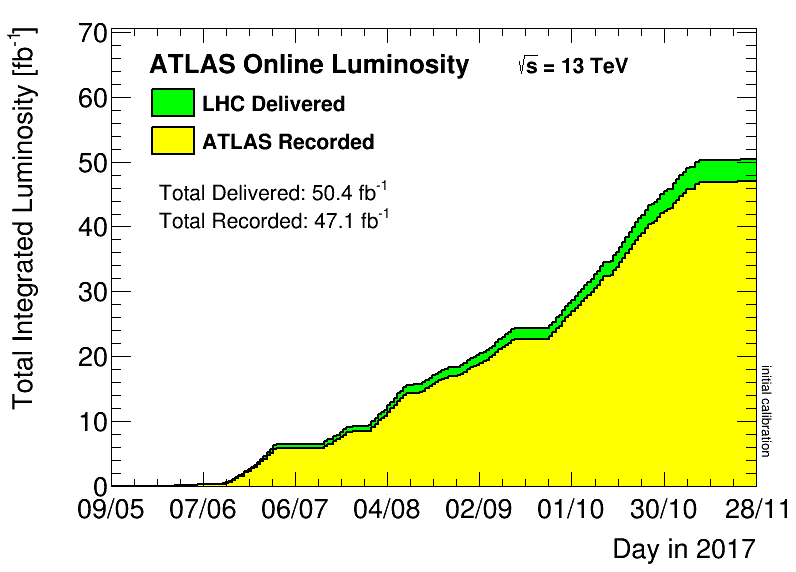 ATLAS Online Luminosity
√s = 13 TeV
LHC Delivered
ATLAS Recorded
Total Delivered: 50.4 fb⁻¹
Total Recorded: 47.1 fb⁻¹
Total Integrated Luminosity [fb⁻¹]
70
60
50
40
30
20
10
0
09/05 07/06 06/07 04/08 02/09 01/10 30/10 28/11
Day in 2017
initial calibration